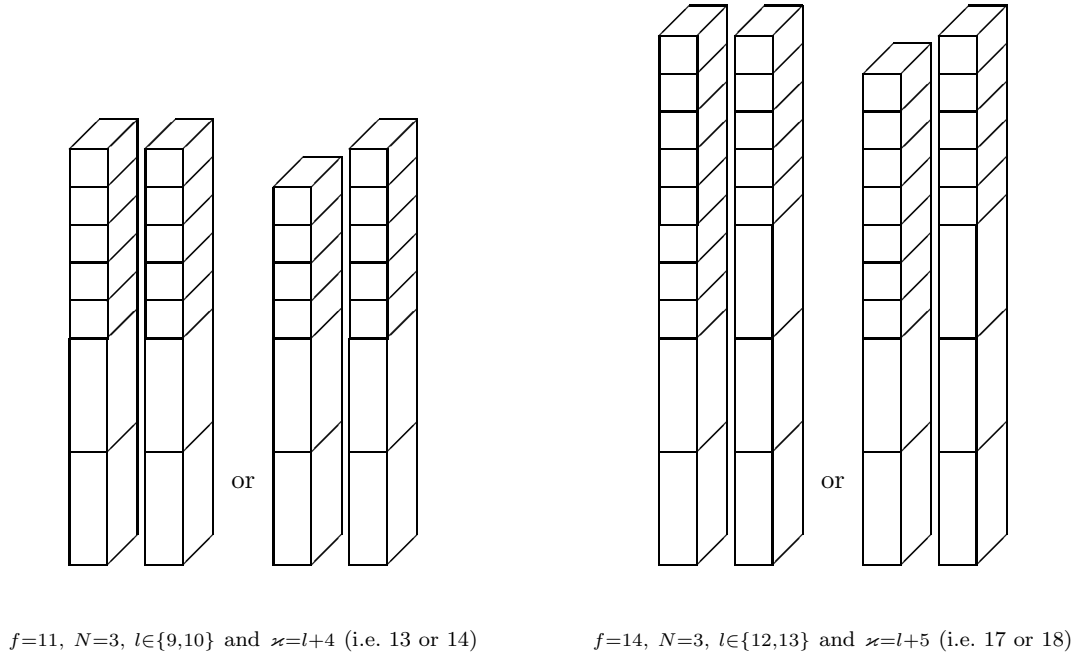 or
or
f=11, N=3, l∈{9,10} and ϰ=l+4 (i.e. 13 or 14)
f=14, N=3, l∈{12,13} and ϰ=l+5 (i.e. 17 or 18)